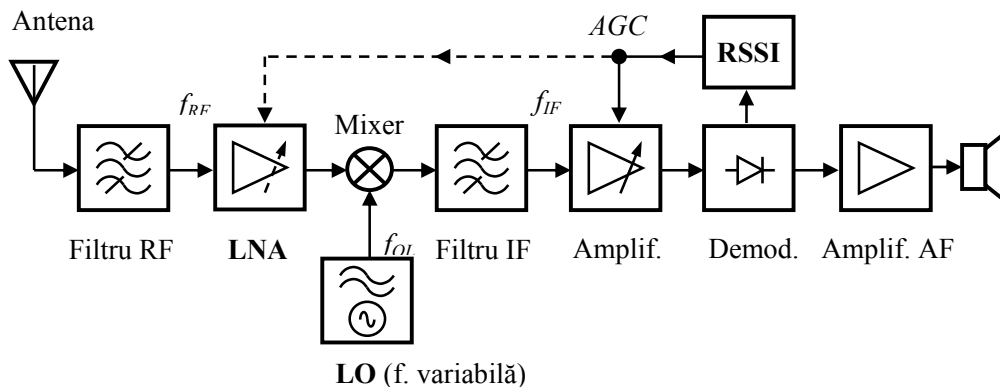 Antena
AGC
RSSI
f_RF
Mixer
f_IF
Filtru RF
LNA
f_OL
Filtru IF
Amplif.
Demod.
Amplif. AF
LO (f. variabilă)